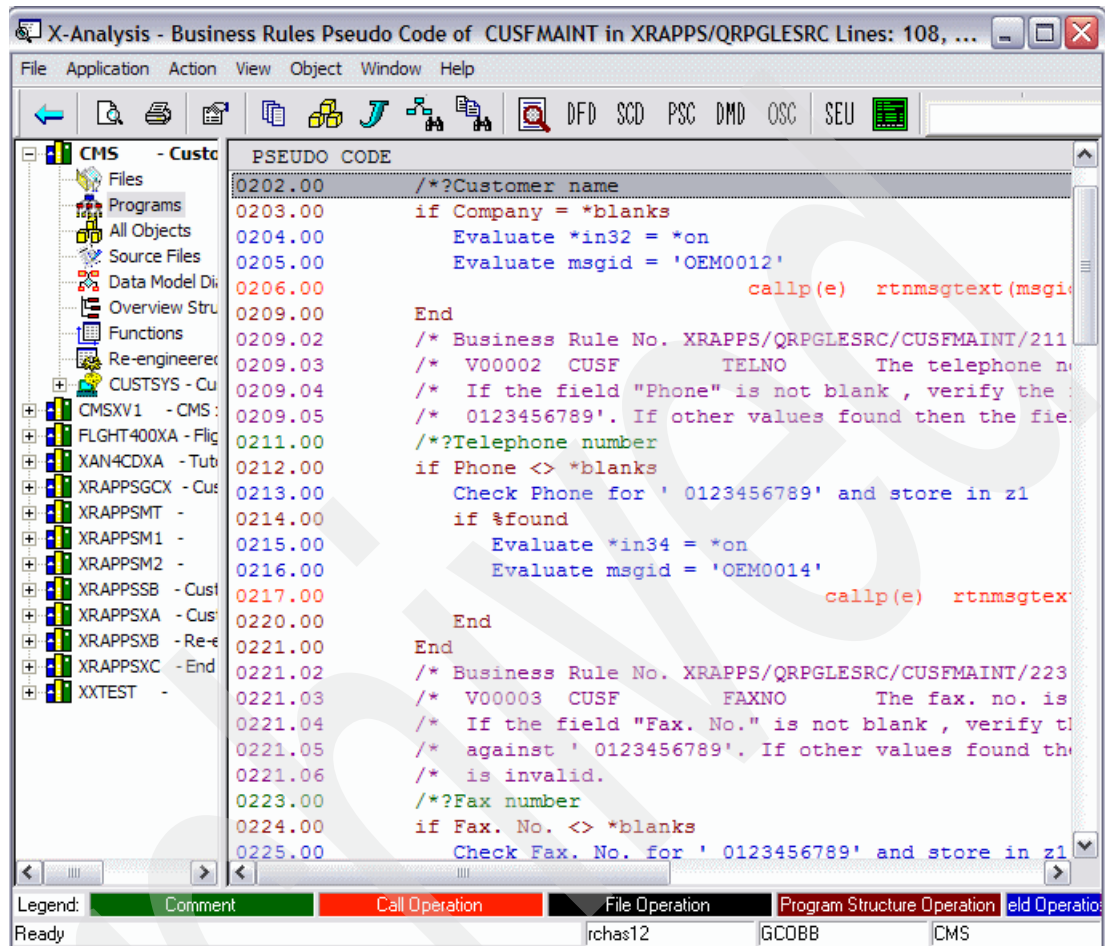 X-Analysis - Business Rules Pseudo Code of CUSFMAINT in XRAPPS/QRPGLESRC Lines: 108, ...
File Application Action View Object Window Help
DFD SCD PSC DMD OSC SEU
CMS - Custo
Files
Programs
All Objects
Source Files
Data Model Di
Overview Stru
Functions
Re-engineered
CUSTSYS - Cu
CMSXV1 - CMS
FLGHT400XA - Flig
XAN4CDXA - Tut
XRAPPSGCX - Cus
XRAPPSMT -
XRAPPSM1 -
XRAPPSM2 -
XRAPPSSB - Cust
XRAPPSXA - Cus
XRAPPSXB - Re-e
XRAPPSXC - End
XXTEST -
PSEUDO CODE
0202.00 /*?Customer name
0203.00 if Company = *blanks
0204.00 Evaluate *in32 = *on
0205.00 Evaluate msgid = 'OEM0012'
0206.00 callp(e) rtnmsgtext(msgid
0209.00 End
0209.02 /* Business Rule No. XRAPPS/QRPGLESRC/CUSFMAINT/211
0209.03 /* V00002 CUSF TELNO The telephone n
0209.04 /* If the field "Phone" is not blank , verify the
0209.05 /* 0123456789'. If other values found then the fie
0211.00 /*?Telephone number
0212.00 if Phone <> *blanks
0213.00 Check Phone for ' 0123456789' and store in z1
0214.00 if %found
0215.00 Evaluate *in34 = *on
0216.00 Evaluate msgid = 'OEM0014'
0217.00 callp(e) rtnmsgtex
0220.00 End
0221.00 End
0221.02 /* Business Rule No. XRAPPS/QRPGLESRC/CUSFMAINT/223
0221.03 /* V00003 CUSF FAXNO The fax. no. is
0221.04 /* If the field "Fax. No." is not blank , verify t
0221.05 /* against ' 0123456789'. If other values found th
0221.06 /* is invalid.
0223.00 /*?Fax number
0224.00 if Fax. No. <> *blanks
0225.00 Check Fax. No. for ' 0123456789' and store in z1
Legend: Comment Call Operation File Operation Program Structure Operation eld Operatio
Ready rchas12 GCOBB CMS